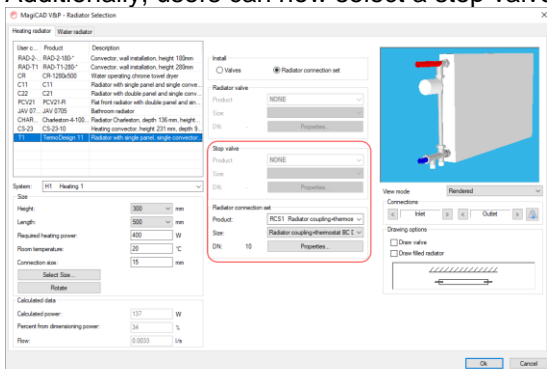 Additionally, users can now select a stop valve
MagiCAD V&P - Radiator Selection
Heating radiator Water radiator
User c... Product Description
RAD-2-.. RAD-2-180-* Convector, wall installation, height 180mm
RAD-T1 RAD-T1-280-* Convector, wall installation, height 280mm
CR CR-1280x500 Water operating chrome towel dryer
C11 C11 Radiator with single panel and single conve...
C22 C21 Radiator with double panel and single conv...
PCV21 PCV21-R Flat front radiator with double panel and sin...
JAV 07.. JAV 0705 Bathroom radiator
CHAR... Charleston-4-100.. Radiator Charleston, depth 136 mm, height...
CS-23 CS-23-10 Heating convector, height 231 mm, depth 9...
T1 TermoDesign 11 Radiator with single panel, single convector...
System: H1 Heating 1
Size
Height: 300 mm
Length: 500 mm
Required heating power: 400 W
Room temperature: 20 °C
Connection size: 15 mm
Select Size...
Rotate
Calculated data
Calculated power: 137 W
Percent from dimensioning power: 34 %
Flow: 0.0033 l/s
Install
Valves Radiator connection set
Radiator valve
Product: NONE
Size:
DN: - Properties...
Stop valve
Product: NONE
Size:
DN: - Properties...
Radiator connection set
Product: RCS1 Radiator coupling+thermos
Size: Radiator coupling+thermostat BC D
DN: 10 Properties...
View mode Rendered
Connections
< Inlet > < Outlet >
Drawing options
Draw valve
Draw filled radiator
Ok Cancel